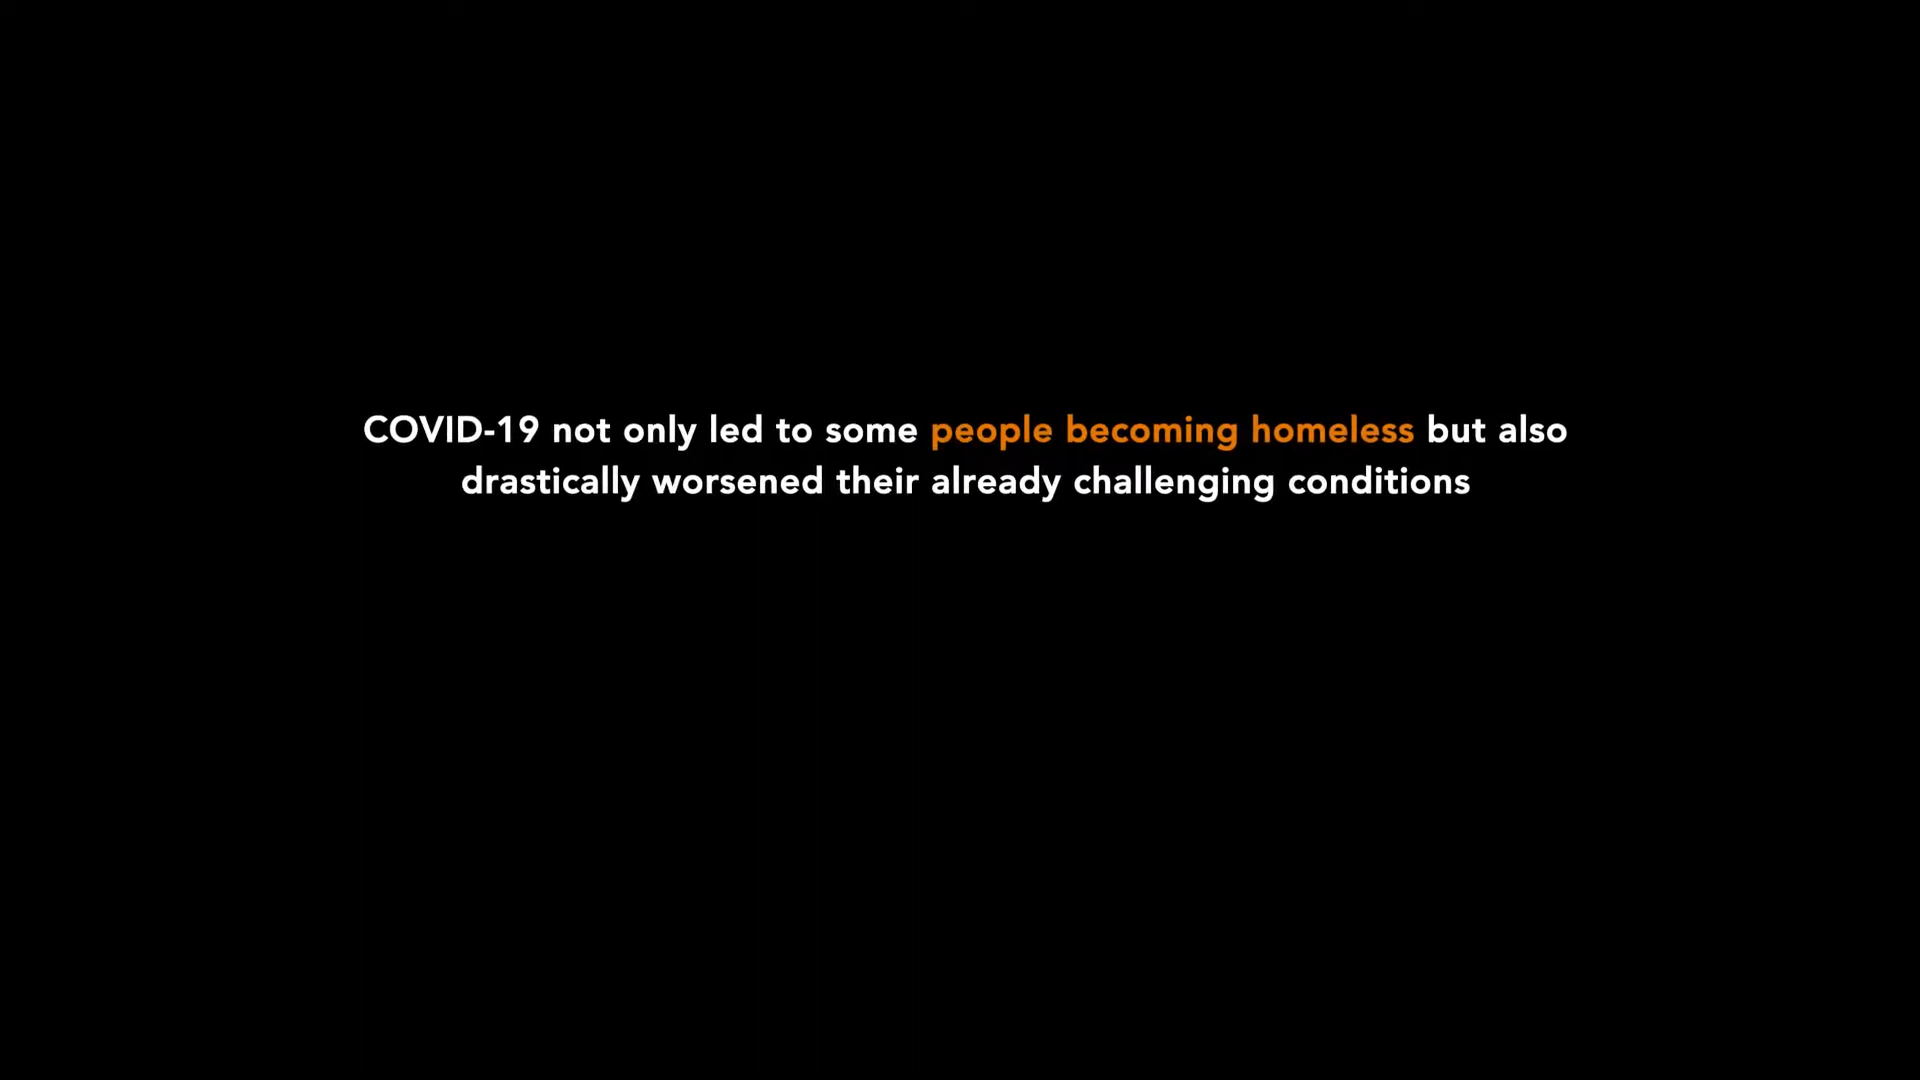 COVID-19 not only led to some people becoming homeless but also
drastically worsened their already challenging conditions